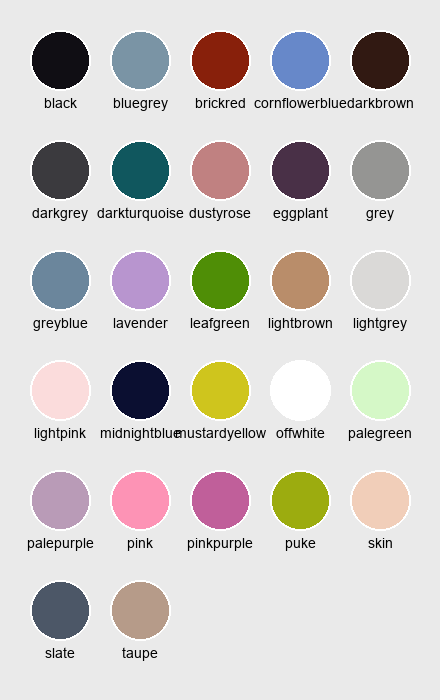 black bluegrey brickred cornflowerblue darkbrown
darkgrey darkturquoise dustyrose eggplant grey
greyblue lavender leafgreen lightbrown lightgrey
lightpink midnightblue mustardyellow offwhite palegreen
palepurple pink pinkpurple puke skin
slate taupe